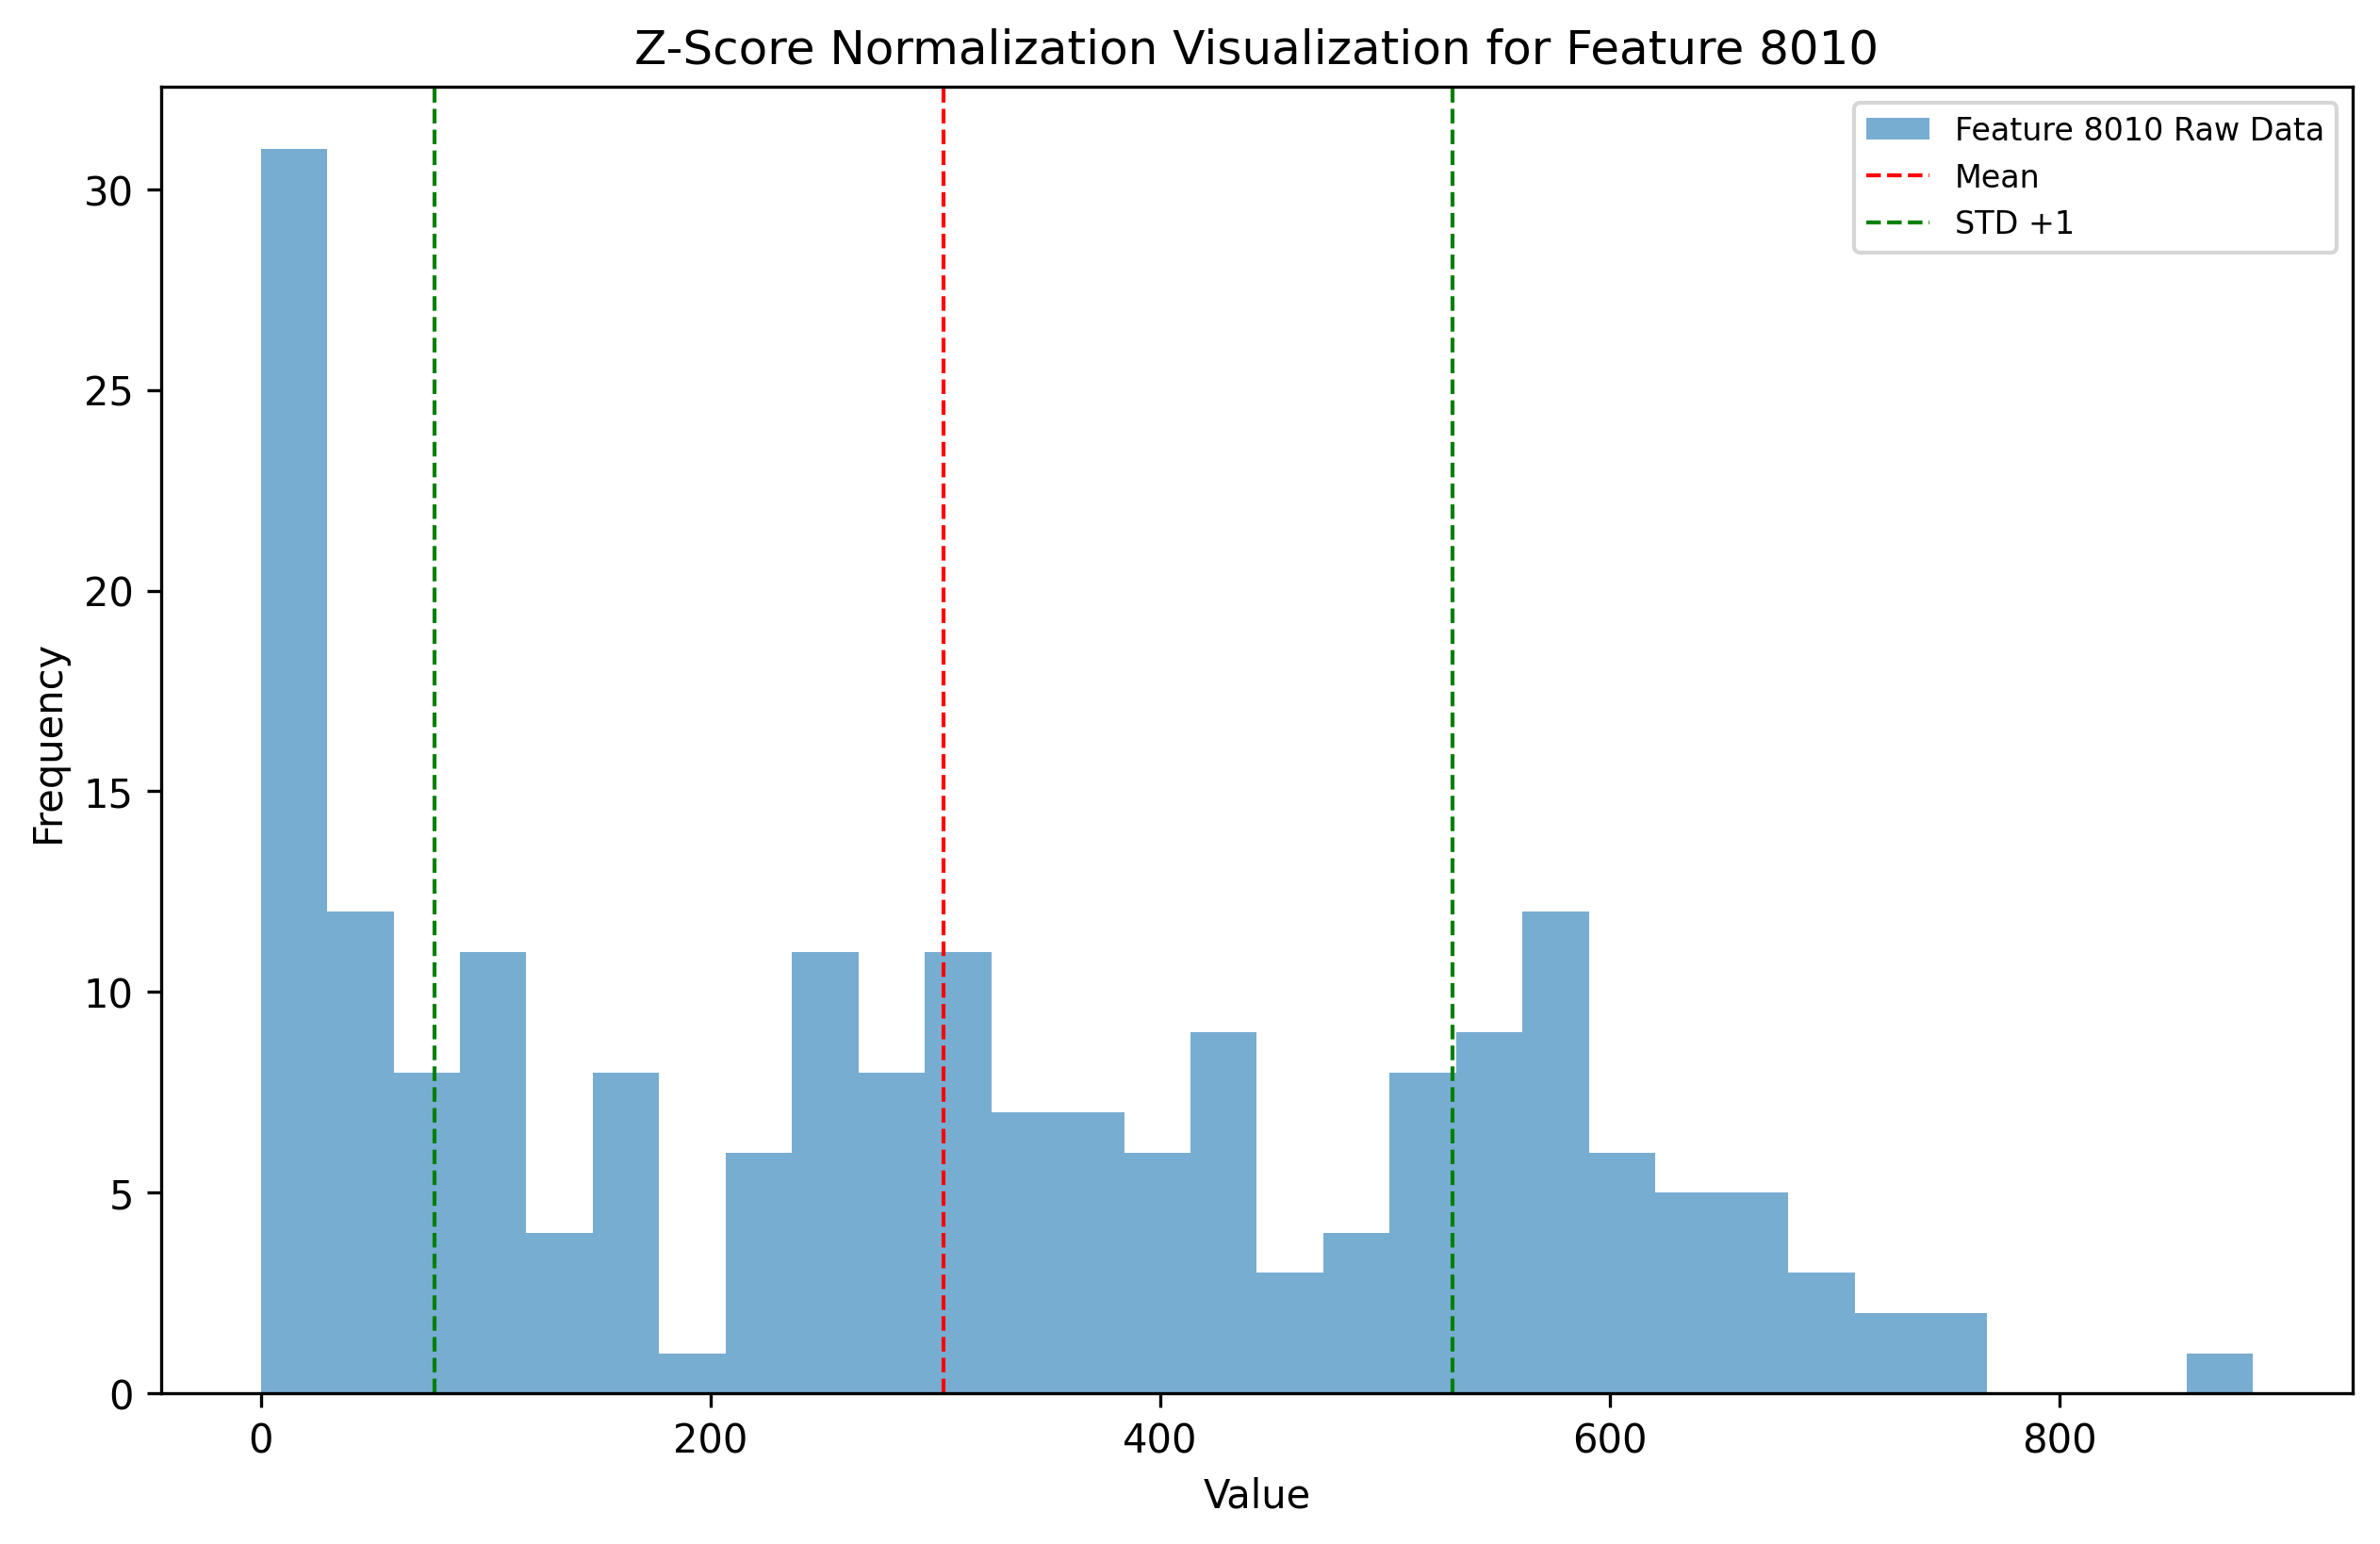 Z-Score Normalization Visualization for Feature 8010
Feature 8010 Raw Data
Mean
STD +1
30
25
20
15
10
5
0
Frequency
0 200 400 600 800
Value